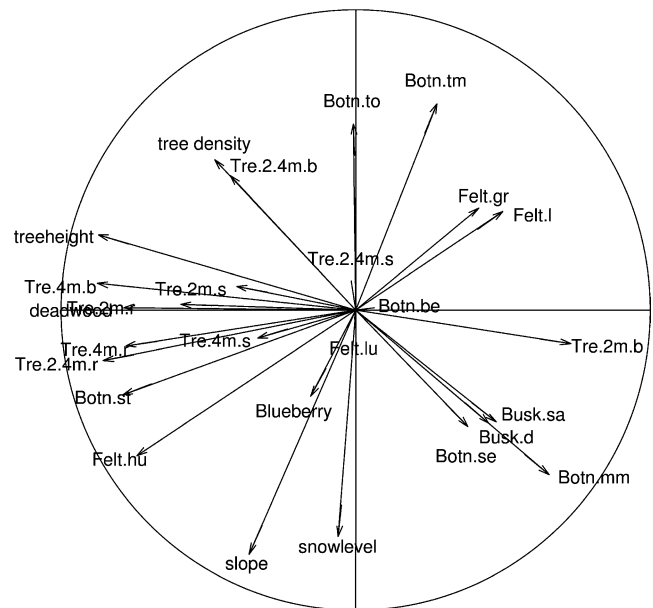 Botn.tm
Botn.to
tree density
Tre.2.4m.b
Felt.gr
Felt.l
treeheight
Tre.2.4m.s
Tre.4m.b
Tre.2m.s
Botn.be
deadwood
Tre.2m.r
Tre.4m.s
Tre.2m.b
Tre.4m.r
Felt.lu
Tre.2.4m.r
Botn.st
Blueberry
Busk.sa
Busk.d
Botn.se
Felt.hu
Botn.mm
snowlevel
slope